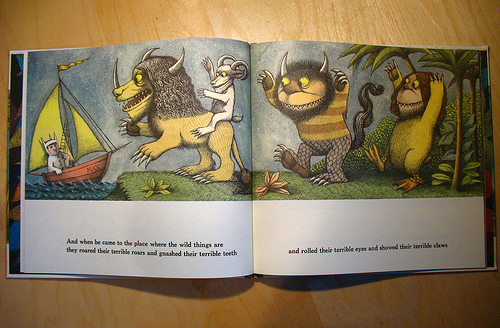 And when he came to the place where the wild things are
they roared their terrible roars and gnashed their terrible teeth
and rolled their terrible eyes and showed their terrible claws